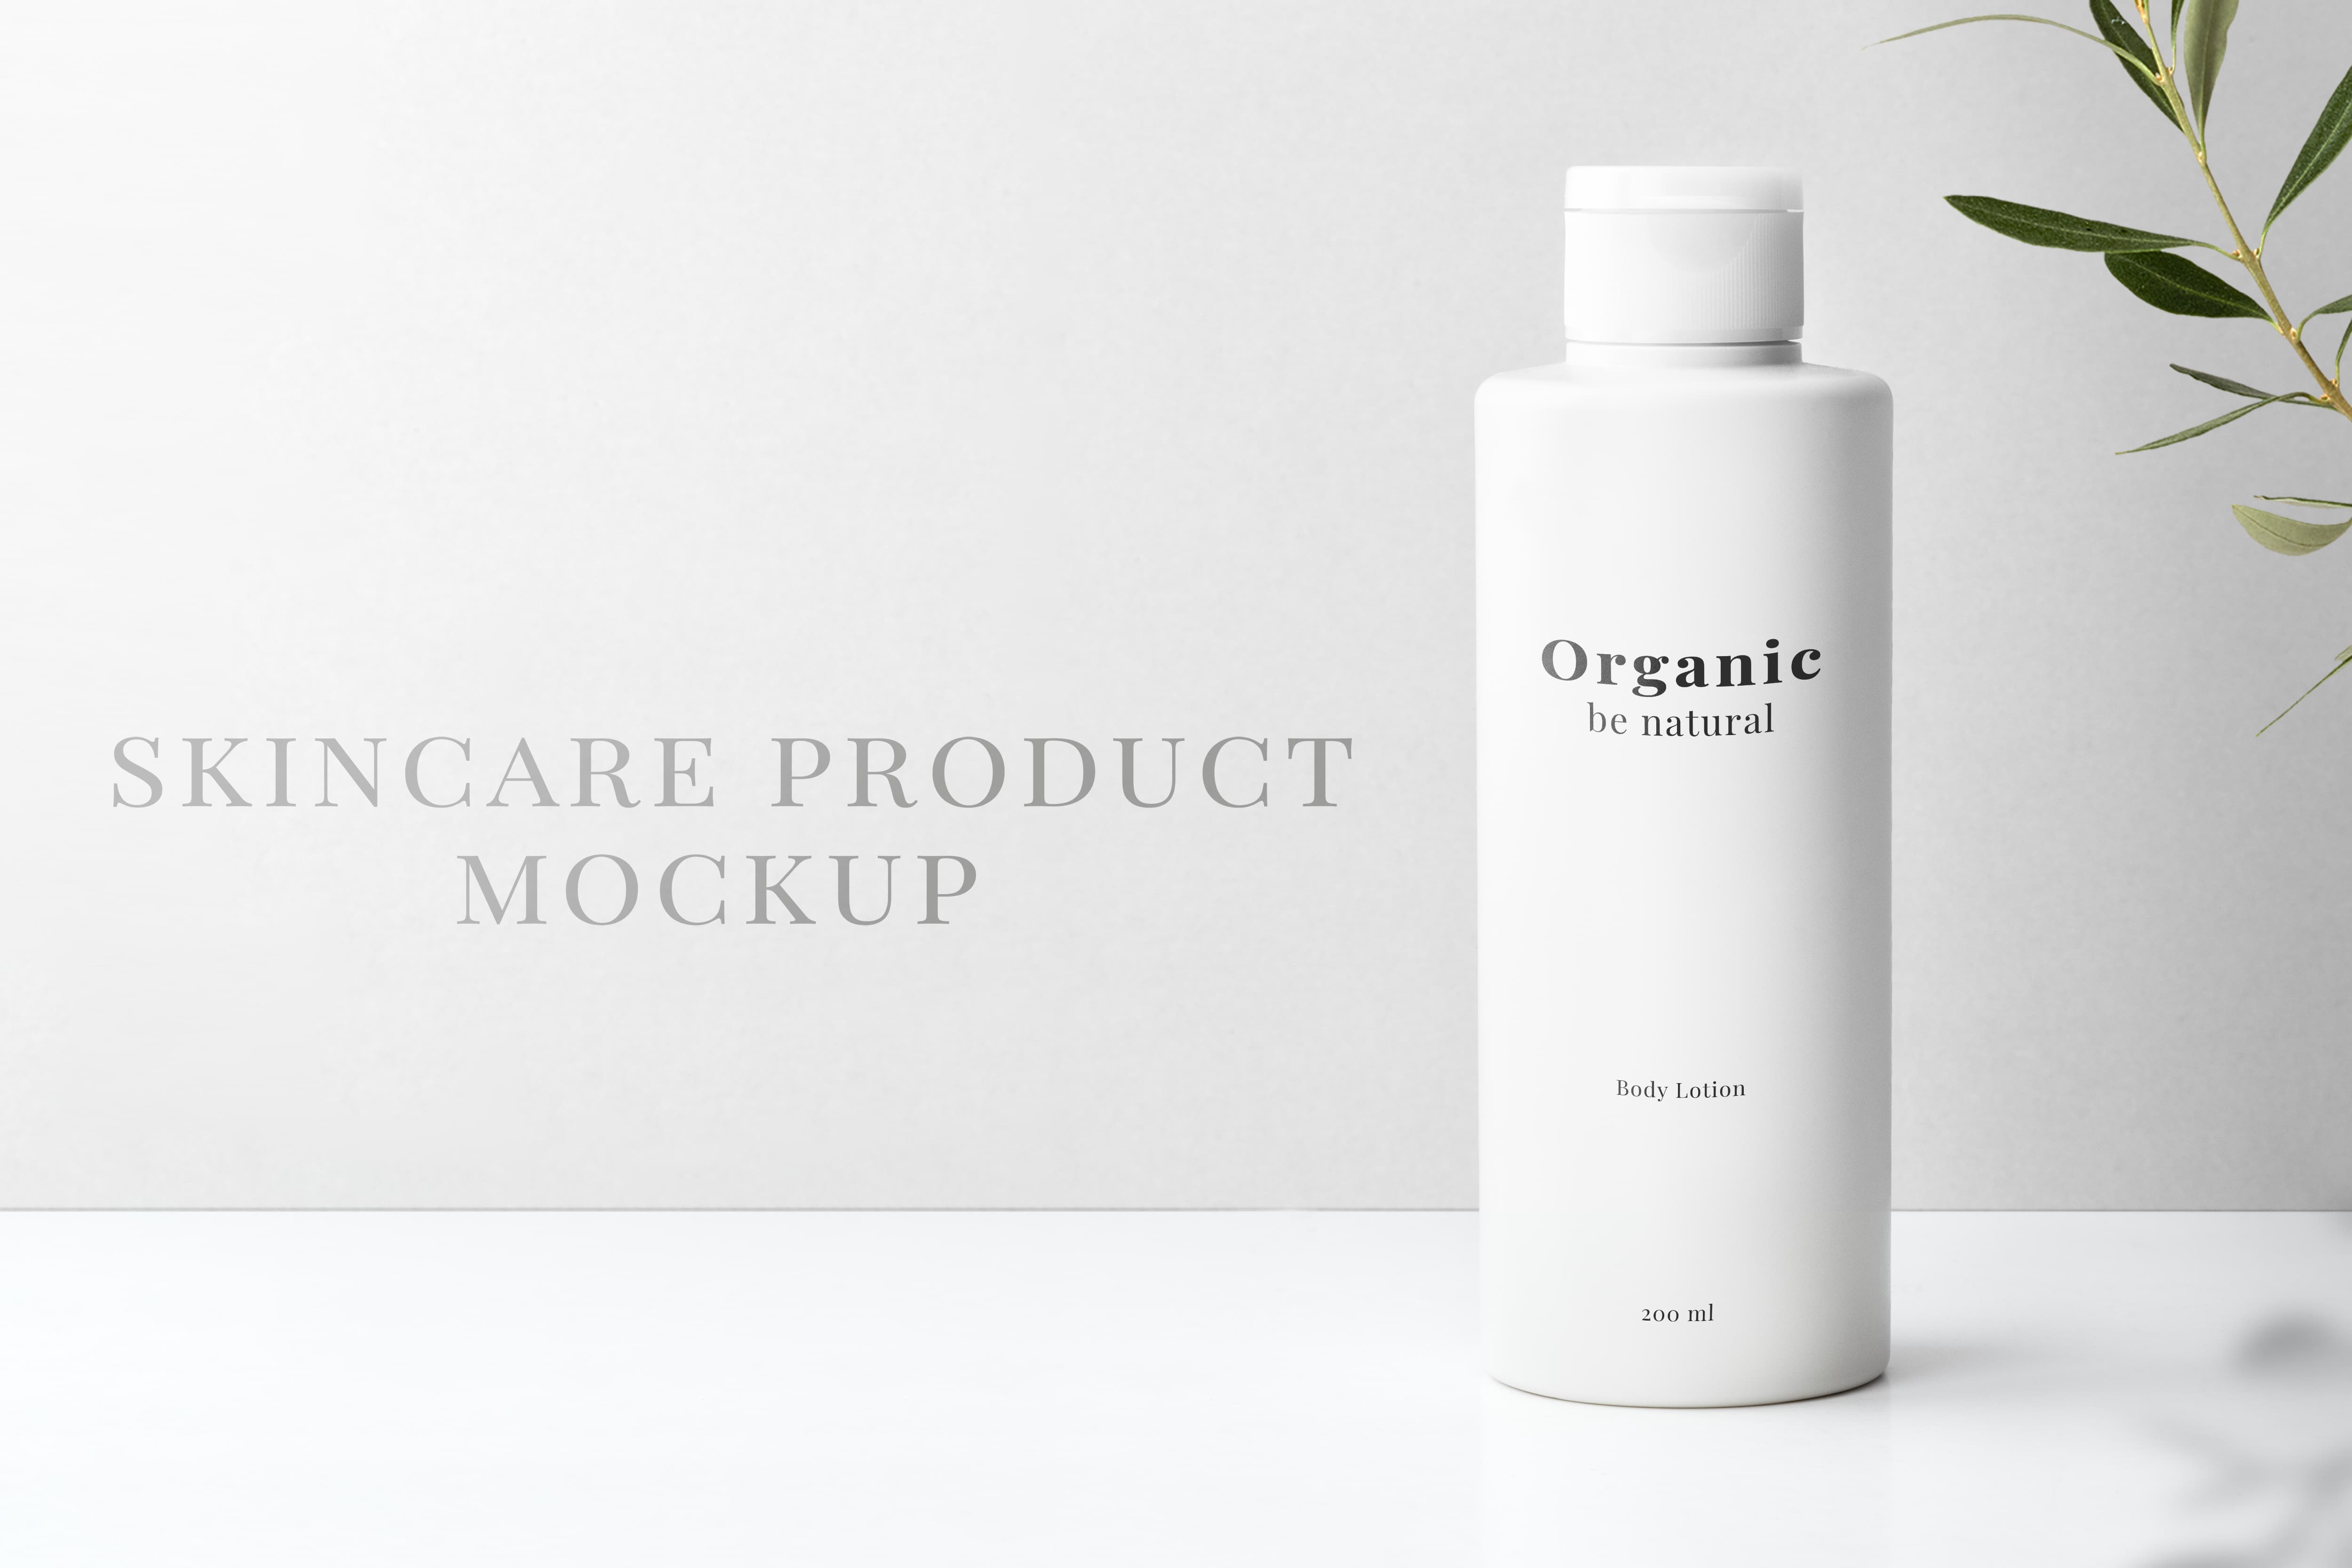 SKINCARE PRODUCT
MOCKUP
Organic
be natural
Body Lotion
200 ml